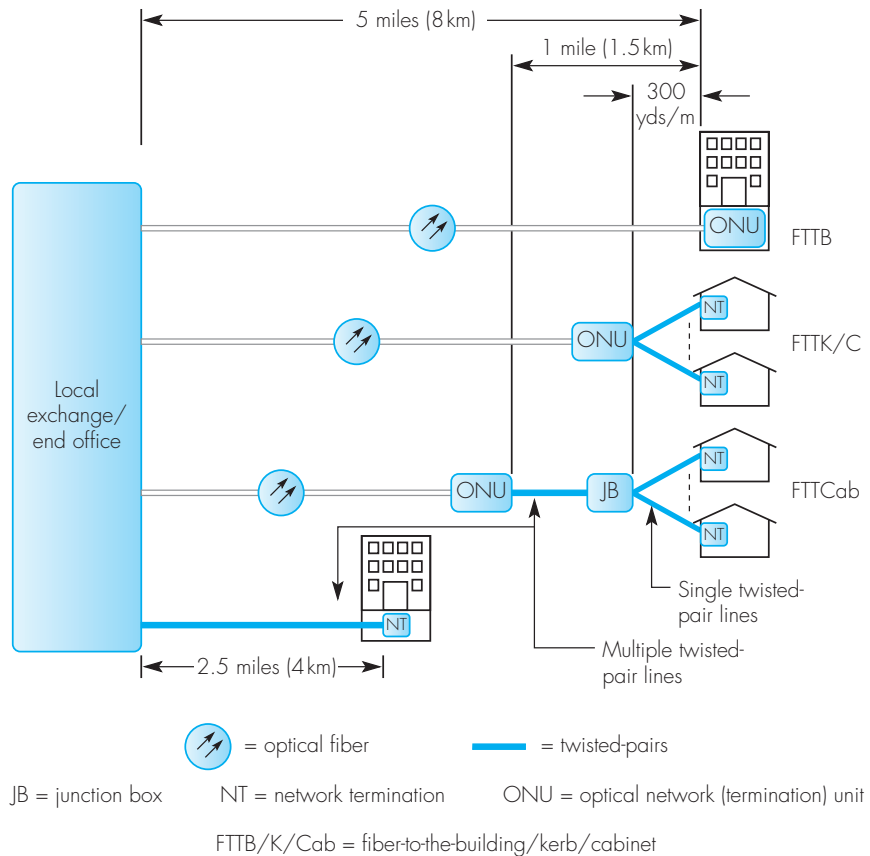 5 miles (8 km)
1 mile (1.5 km)
300
yds/m
ONU
FTTB
NT
ONU
FTTK/C
NT
Local
exchange/
end office
NT
ONU
JB
FTTCab
NT
Single twisted-
pair lines
NT
Multiple twisted-
pair lines
2.5 miles (4 km)
= optical fiber
= twisted-pairs
JB = junction box
NT = network termination
ONU = optical network (termination) unit
FTTB/K/Cab = fiber-to-the-building/kerb/cabinet